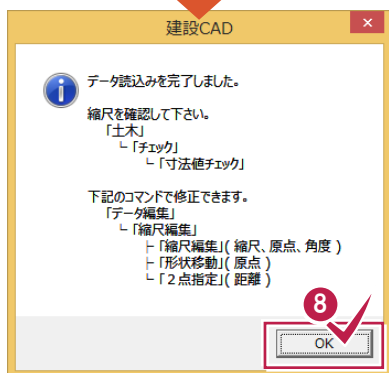 建設CAD
データ読込みを完了しました。
縮尺を確認して下さい。
「土木」
└「チェック」
└「寸法値チェック」
下記のコマンドで修正できます。
「データ編集」
└「縮尺編集」
├「縮尺編集」( 縮尺、原点、角度 )
├「形状移動」( 原点 )
└「２点指定」( 距離 )
8
OK